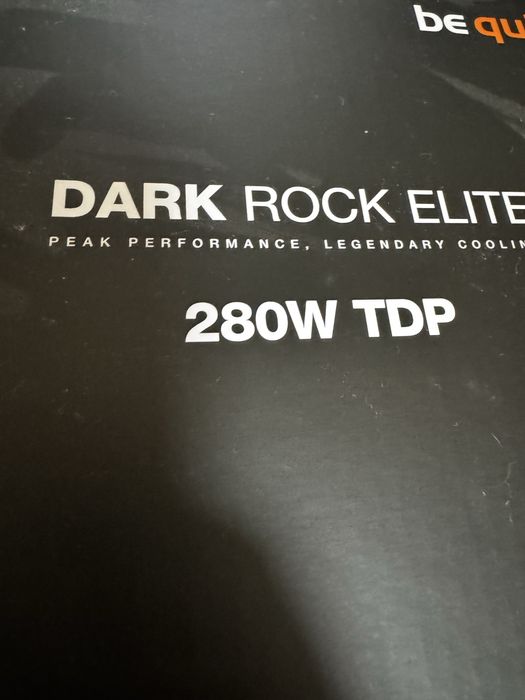 be qu
DARK ROCK ELITE
PEAK PERFORMANCE, LEGENDARY COOLIN
280W TDP